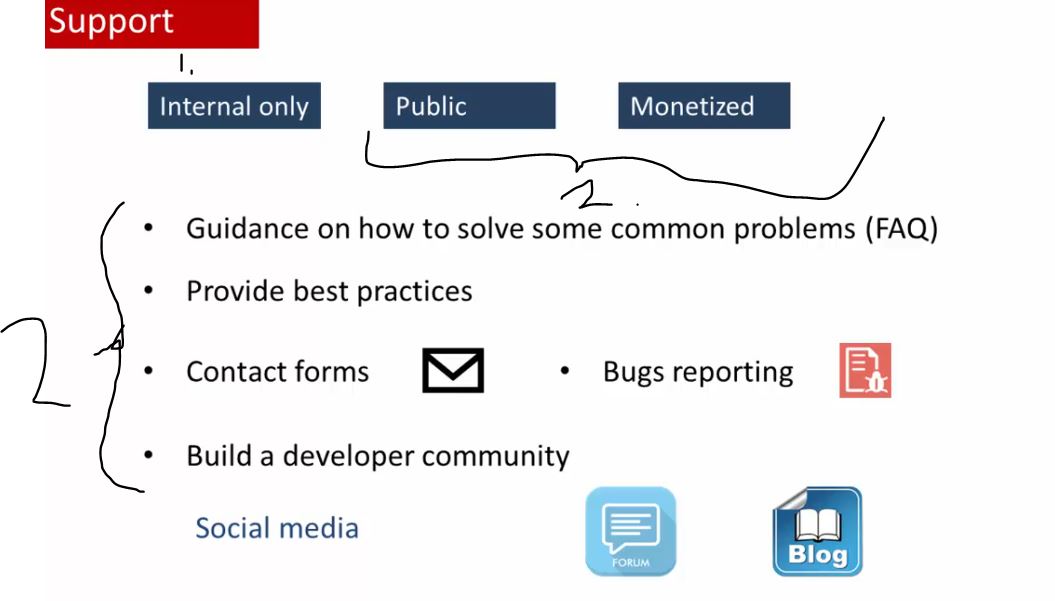 Support
1.
Internal only Public Monetized
2.
• Guidance on how to solve some common problems (FAQ)
• Provide best practices
2
• Contact forms • Bugs reporting
• Build a developer community
Social media FORUM Blog